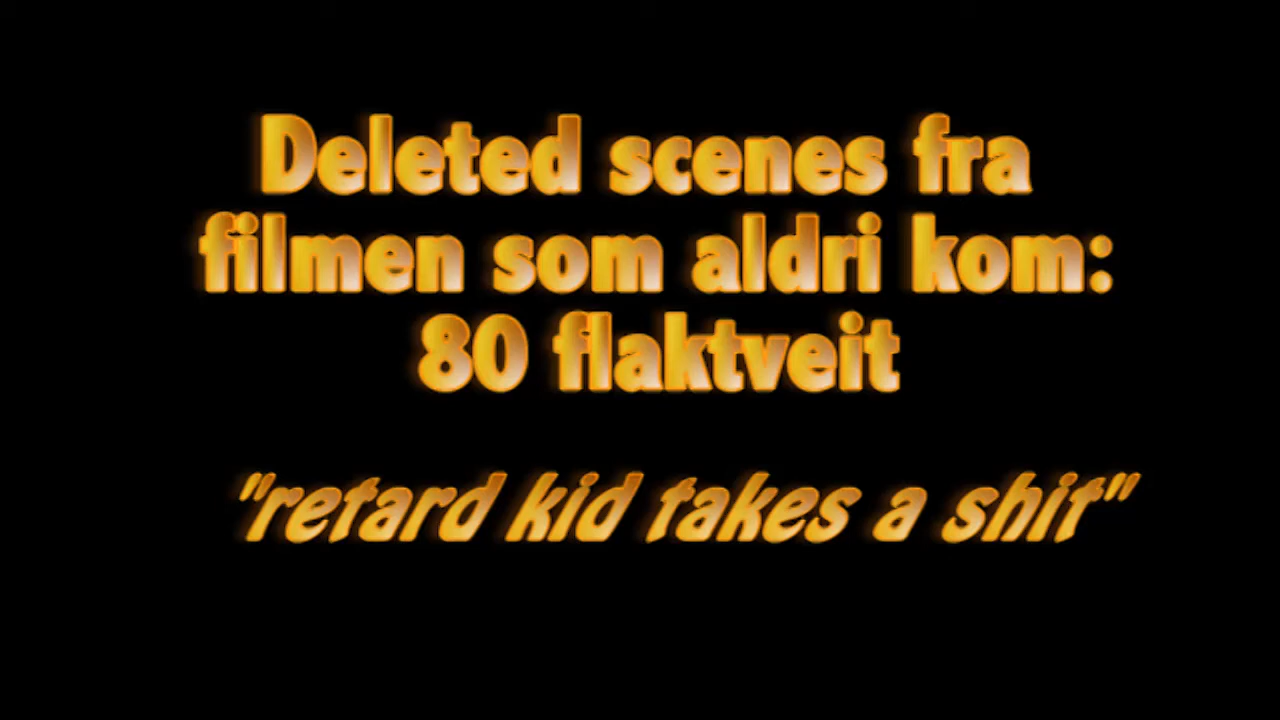 Deleted scenes fra
filmen som aldri kom:
80 flaktveit
"retard kid takes a shit"